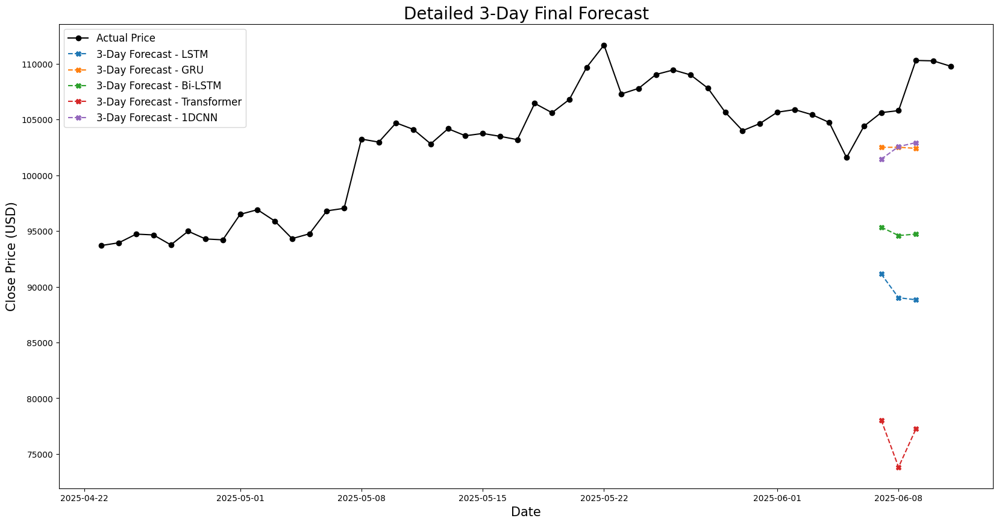 Detailed 3-Day Final Forecast
Actual Price
3-Day Forecast - LSTM
3-Day Forecast - GRU
3-Day Forecast - Bi-LSTM
3-Day Forecast - Transformer
3-Day Forecast - 1DCNN
Close Price (USD)
110000
105000
100000
95000
90000
85000
80000
75000
2025-04-22 2025-05-01 2025-05-08 2025-05-15 2025-05-22 2025-06-01 2025-06-08
Date